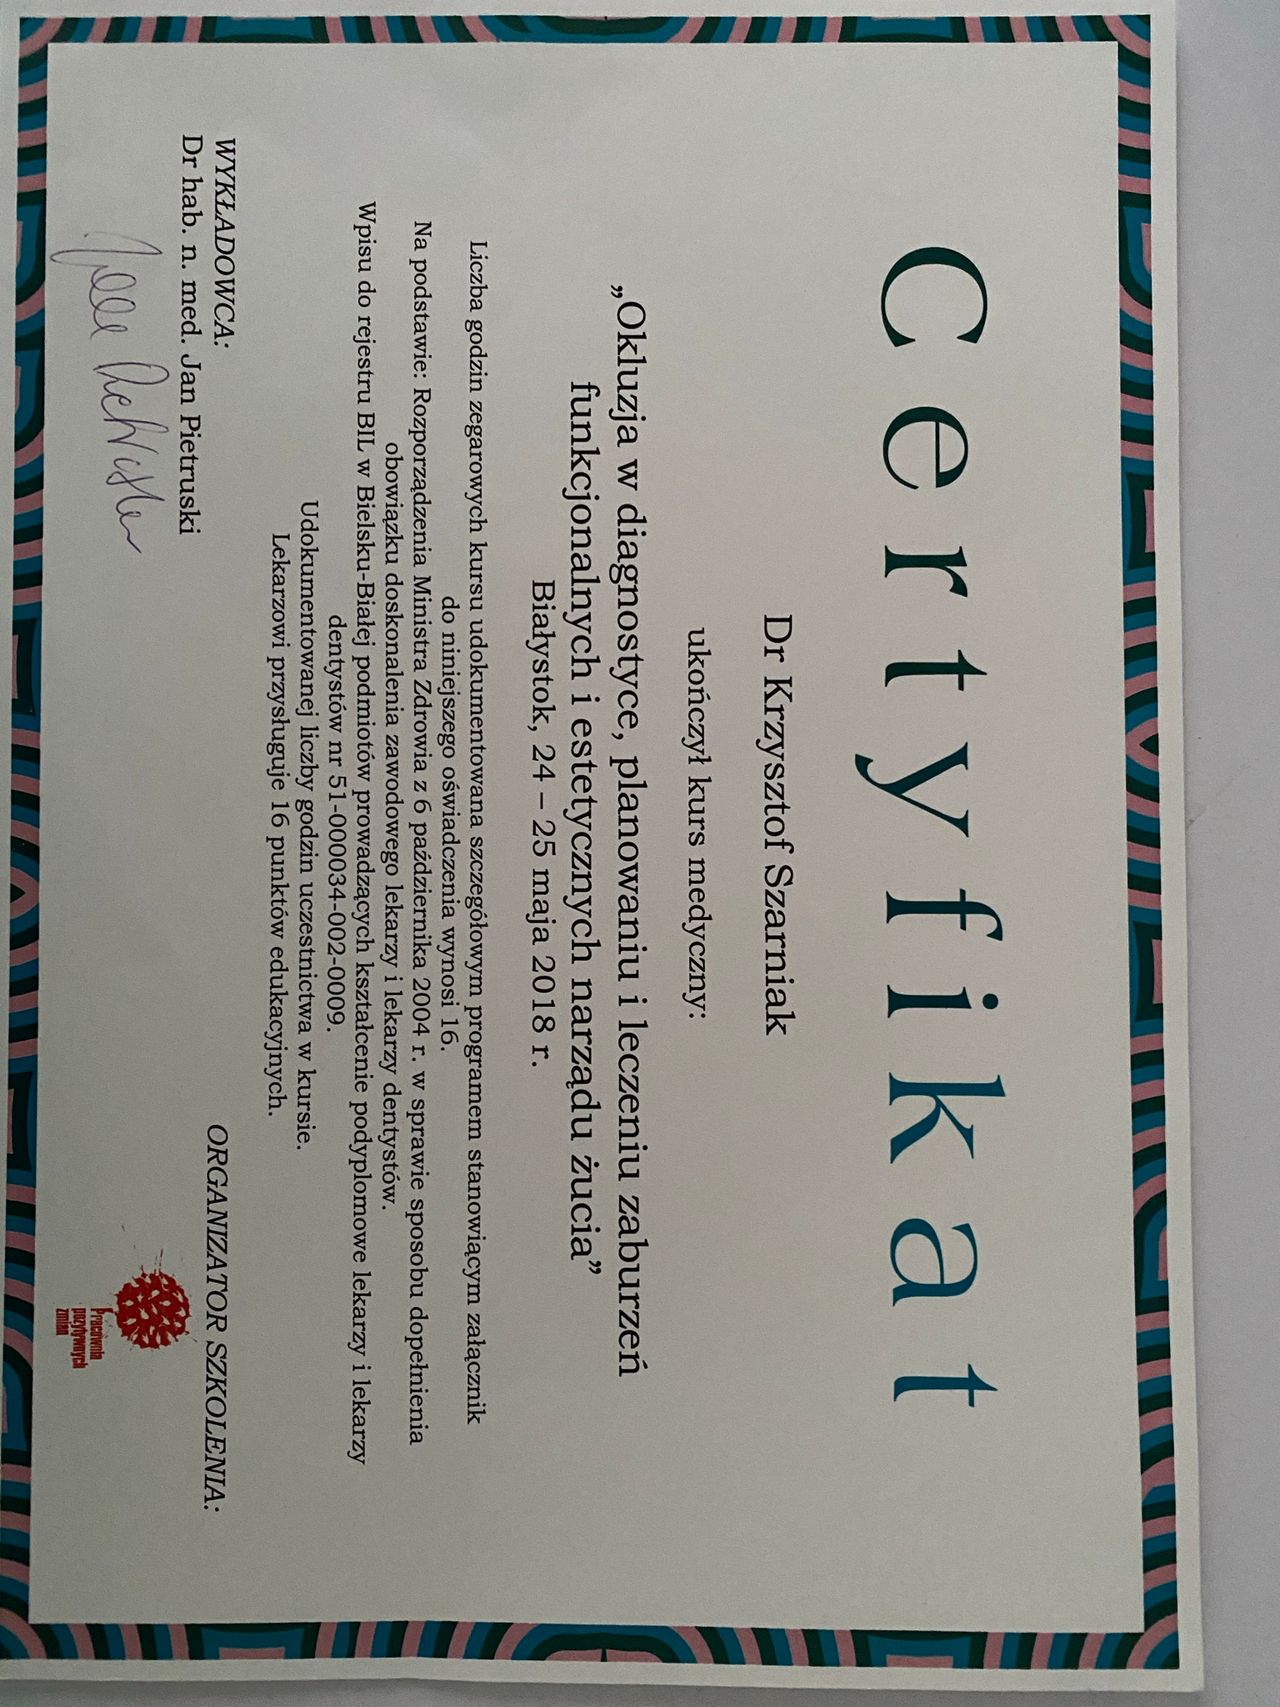 Certyfikat
Dr Krzysztof Szarniak
ukończył kurs medyczny:
„Okluzja w diagnostyce, planowaniu i leczeniu zaburzeń
funkcjonalnych i estetycznych narządu żucia”
Białystok, 24 – 25 maja 2018 r.
Liczba godzin zegarowych kursu udokumentowana szczegółowym programem stanowiącym załącznik
do niniejszego oświadczenia wynosi 16.
Na podstawie: Rozporządzenia Ministra Zdrowia z 6 października 2004 r. w sprawie sposobu dopełnienia
obowiązku doskonalenia zawodowego lekarzy i lekarzy dentystów.
Wpisu do rejestru BIL w Bielsku-Białej podmiotów prowadzących kształcenie podyplomowe lekarzy i lekarzy
dentystów nr 51-000034-002-0009.
Udokumentowanej liczby godzin uczestnictwa w kursie.
Lekarzowi przysługuje 16 punktów edukacyjnych.
WYKŁADOWCA:
Dr hab. n. med. Jan Pietruski
ORGANIZATOR SZKOLENIA:
Pracownia
pozytywnych
zmian